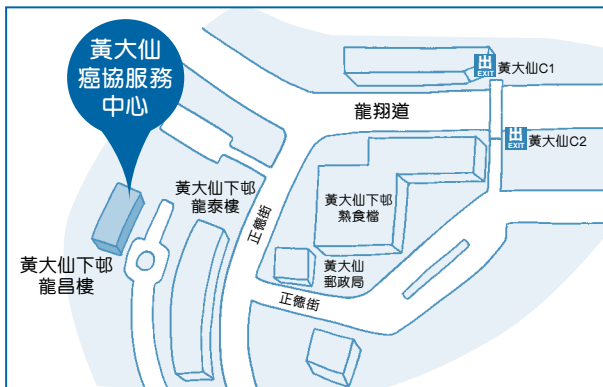 黃大仙
癌協服務
中心
出
EXIT
黃大仙C1
龍翔道
出
EXIT
黃大仙C2
黃大仙下邨
龍泰樓
正德街
黃大仙下邨
熟食檔
黃大仙下邨
龍昌樓
黃大仙
郵政局
正德街